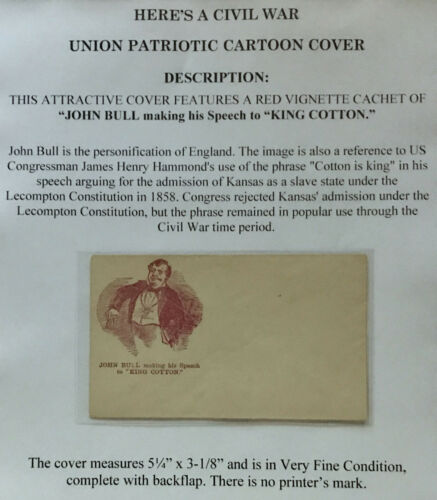 HERE'S A CIVIL WAR
UNION PATRIOTIC CARTOON COVER
DESCRIPTION:
THIS ATTRACTIVE COVER FEATURES A RED VIGNETTE CACHET OF
"JOHN BULL making his Speech to "KING COTTON."
John Bull is the personification of England. The image is also a reference to US
Congressman James Henry Hammond's use of the phrase "Cotton is king" in his
speech arguing for the admission of Kansas as a slave state under the
Lecompton Constitution in 1858. Congress rejected Kansas' admission under the
Lecompton Constitution, but the phrase remained in popular use through the
Civil War time period.
JOHN BULL making his Speech
to "KING COTTON."
The cover measures 5¼" x 3-1/8" and is in Very Fine Condition,
complete with backflap. There is no printer's mark.